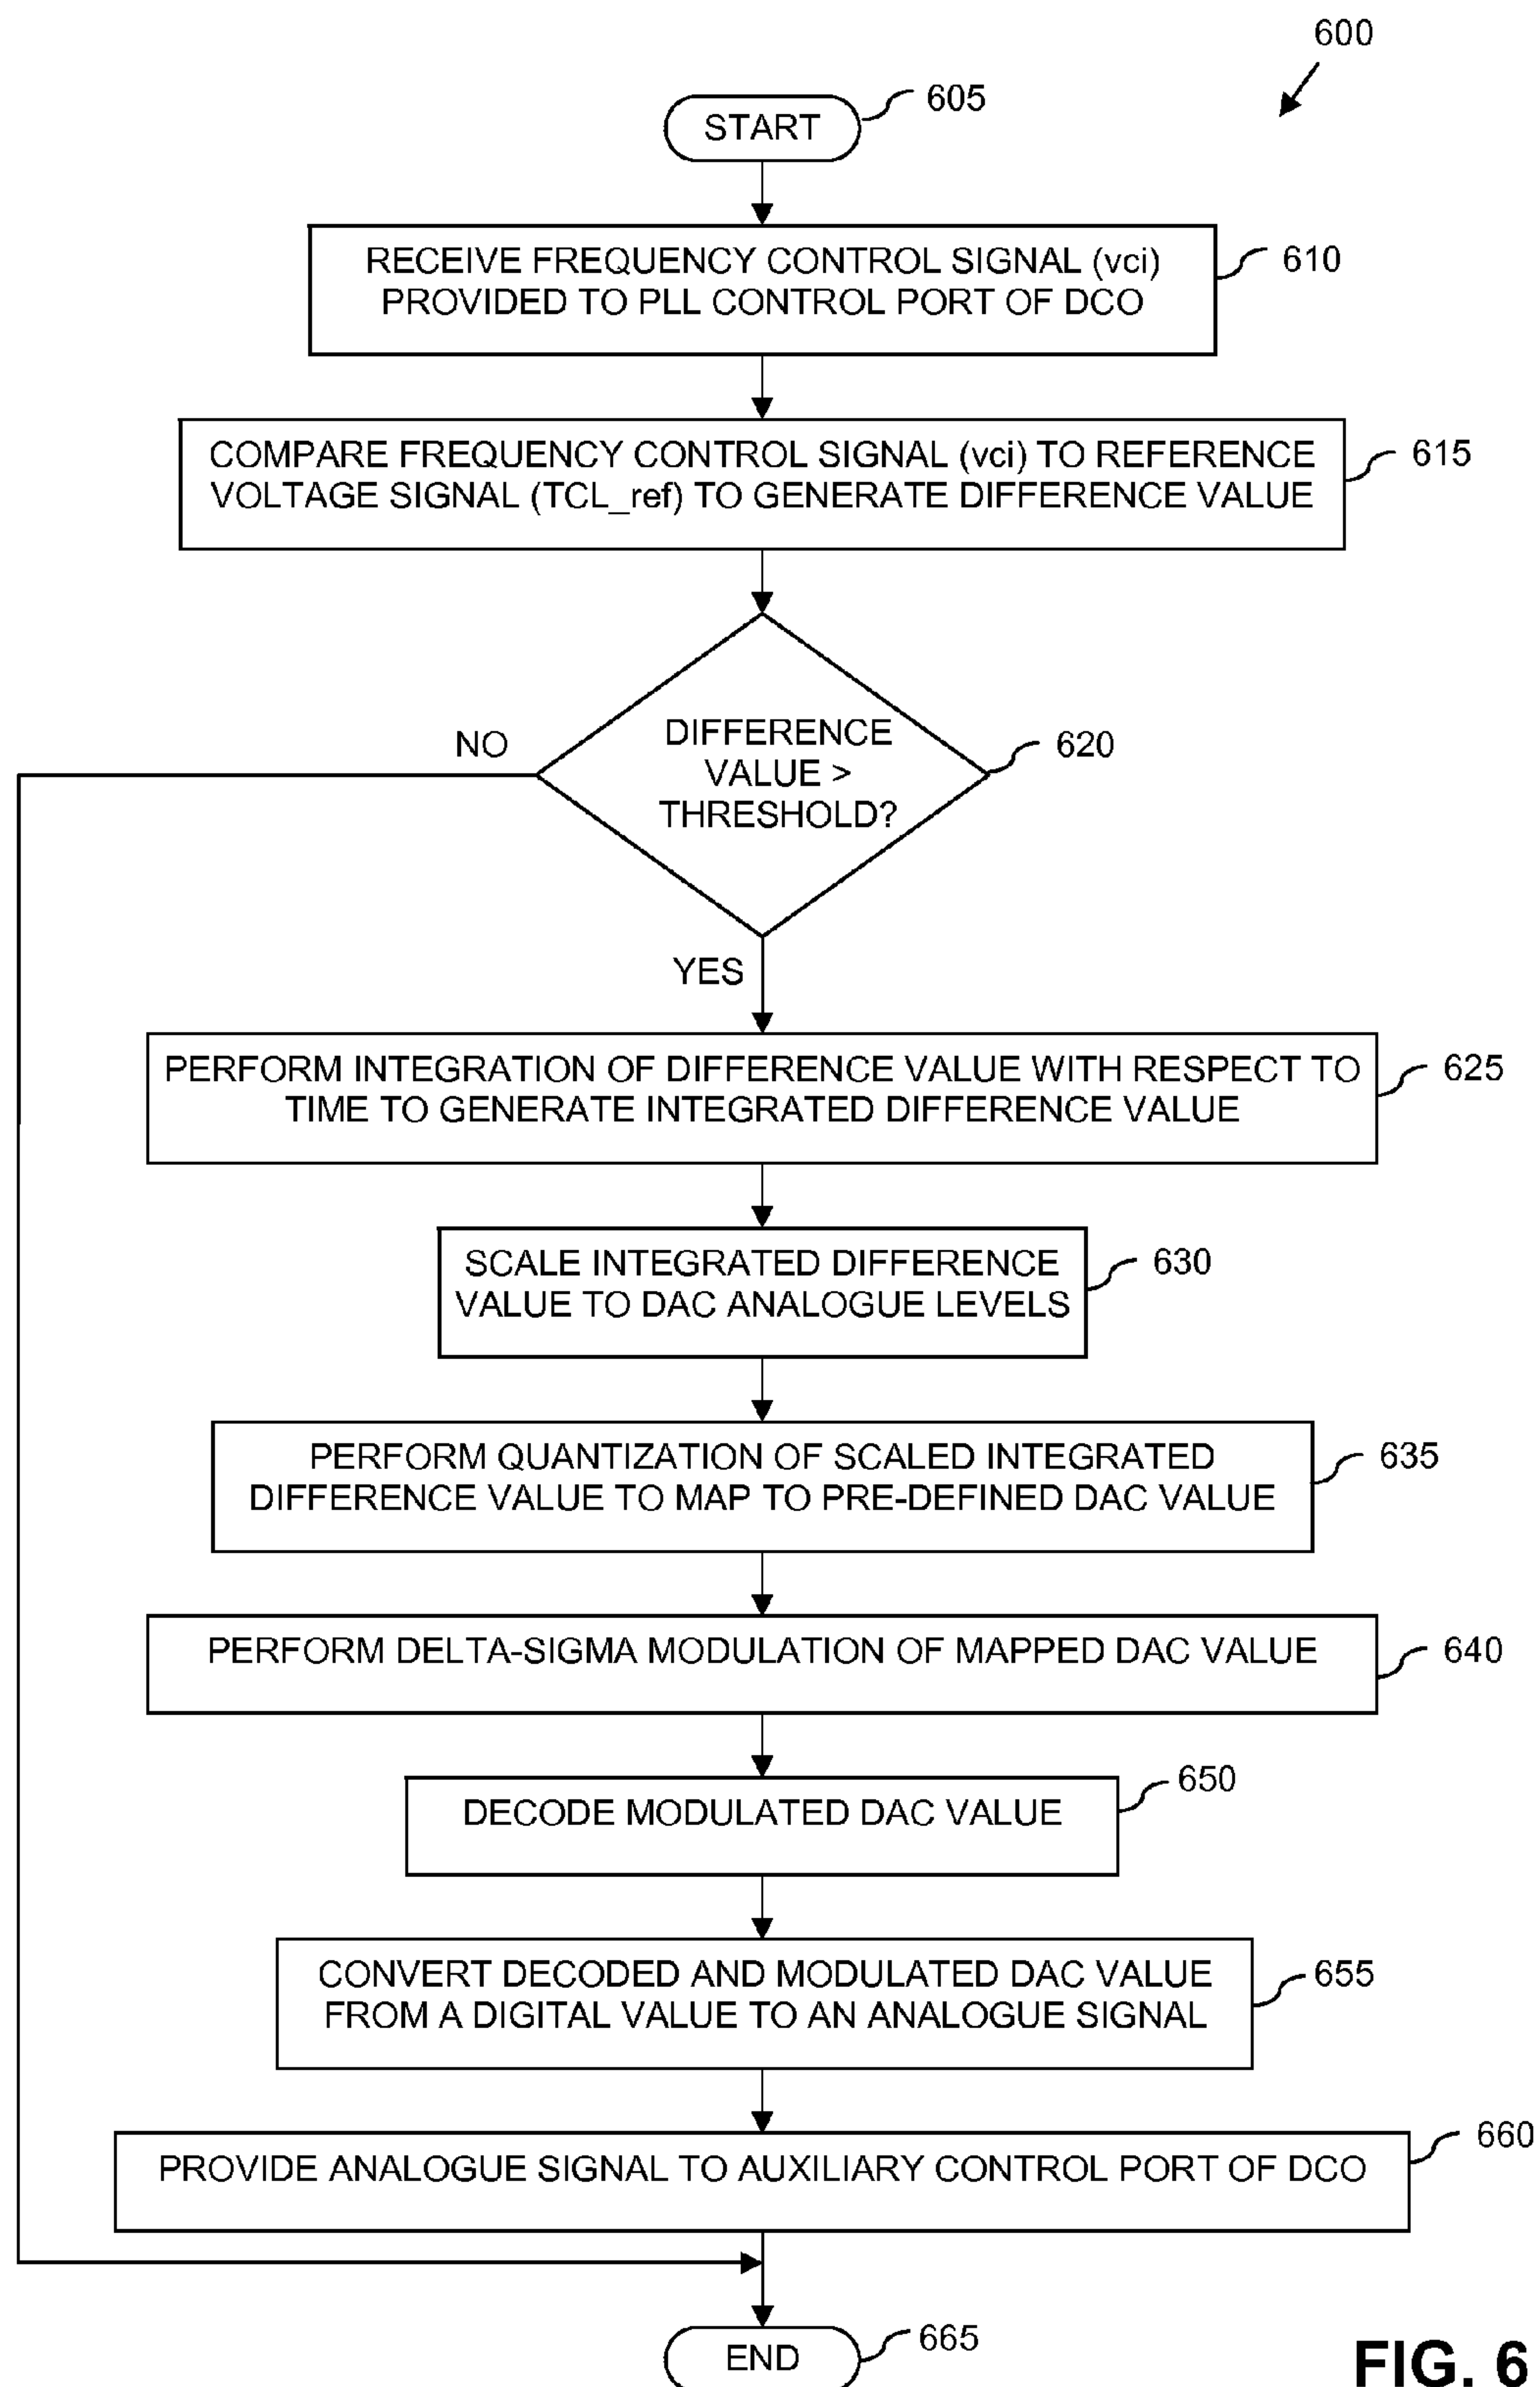 600
START
605
RECEIVE FREQUENCY CONTROL SIGNAL (vci)
PROVIDED TO PLL CONTROL PORT OF DCO
610
COMPARE FREQUENCY CONTROL SIGNAL (vci) TO REFERENCE
VOLTAGE SIGNAL (TCL_ref) TO GENERATE DIFFERENCE VALUE
615
NO
DIFFERENCE
VALUE >
THRESHOLD?
620
YES
PERFORM INTEGRATION OF DIFFERENCE VALUE WITH RESPECT TO
TIME TO GENERATE INTEGRATED DIFFERENCE VALUE
625
SCALE INTEGRATED DIFFERENCE
VALUE TO DAC ANALOGUE LEVELS
630
PERFORM QUANTIZATION OF SCALED INTEGRATED
DIFFERENCE VALUE TO MAP TO PRE-DEFINED DAC VALUE
635
PERFORM DELTA-SIGMA MODULATION OF MAPPED DAC VALUE
640
DECODE MODULATED DAC VALUE
650
CONVERT DECODED AND MODULATED DAC VALUE
FROM A DIGITAL VALUE TO AN ANALOGUE SIGNAL
655
PROVIDE ANALOGUE SIGNAL TO AUXILIARY CONTROL PORT OF DCO
660
END
665
FIG. 6